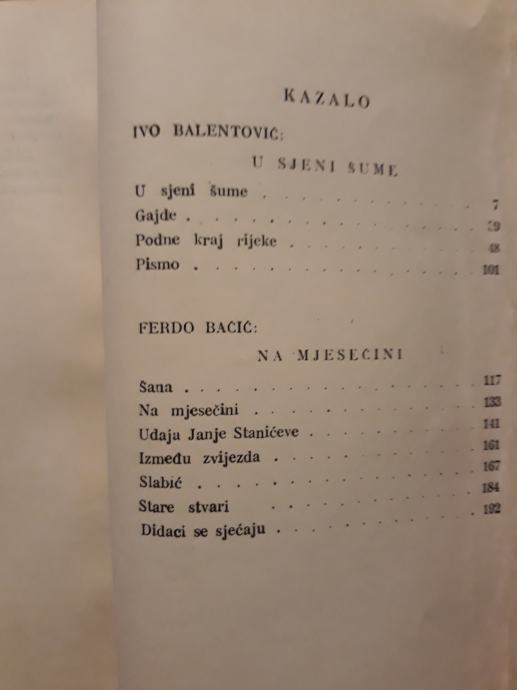 KAZALO
IVO BALENTOVIĆ:
U SJENI ŠUME
U sjeni šume . . . . . . . . . . 7
Gajde . . . . . . . . . . . .
Podne kraj rijeke . . . . . . . . 48
Pismo . . . . . . . . . . . . 101
FERDO BAČIĆ:
NA MJESEČINI
Šana . . . . . . . . . . . . . 117
Na mjesečini . . . . . . . . . . 133
Udaja Janje Stanićeve . . . . . . . 141
Između zvijezda . . . . . . . . . 161
Slabić . . . . . . . . . . . . 167
Stare stvari . . . . . . . . . . 184
Didaci se sjećaju . . . . . . . . . 192